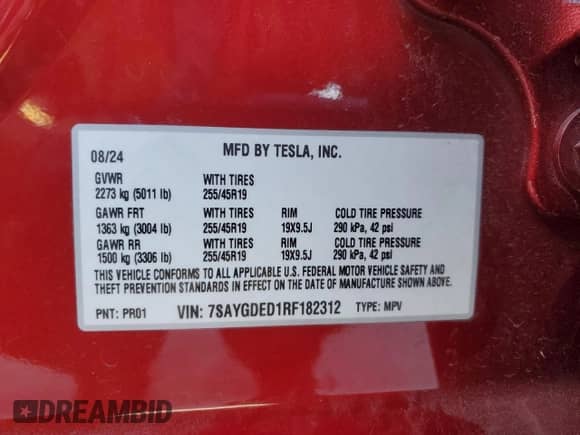 08/24 MFD BY TESLA, INC.
GVWR WITH TIRES
2273 kg (5011 lb) 255/45R19
GAWR FRT WITH TIRES RIM COLD TIRE PRESSURE
1363 kg (3004 lb) 255/45R19 19X9.5J 290 kPa, 42 psi
GAWR RR WITH TIRES RIM COLD TIRE PRESSURE
1500 kg (3306 lb) 255/45R19 19X9.5J 290 kPa, 42 psi
THIS VEHICLE CONFORMS TO ALL APPLICABLE U.S. FEDERAL MOTOR VEHICLE SAFETY AND
THEFT PREVENTION STANDARDS IN EFFECT ON THE DATE OF MANUFACTURE SHOWN ABOVE.
PNT: PR01 VIN: 7SAYGDED1RF182312 TYPE: MPV
DREAMBID